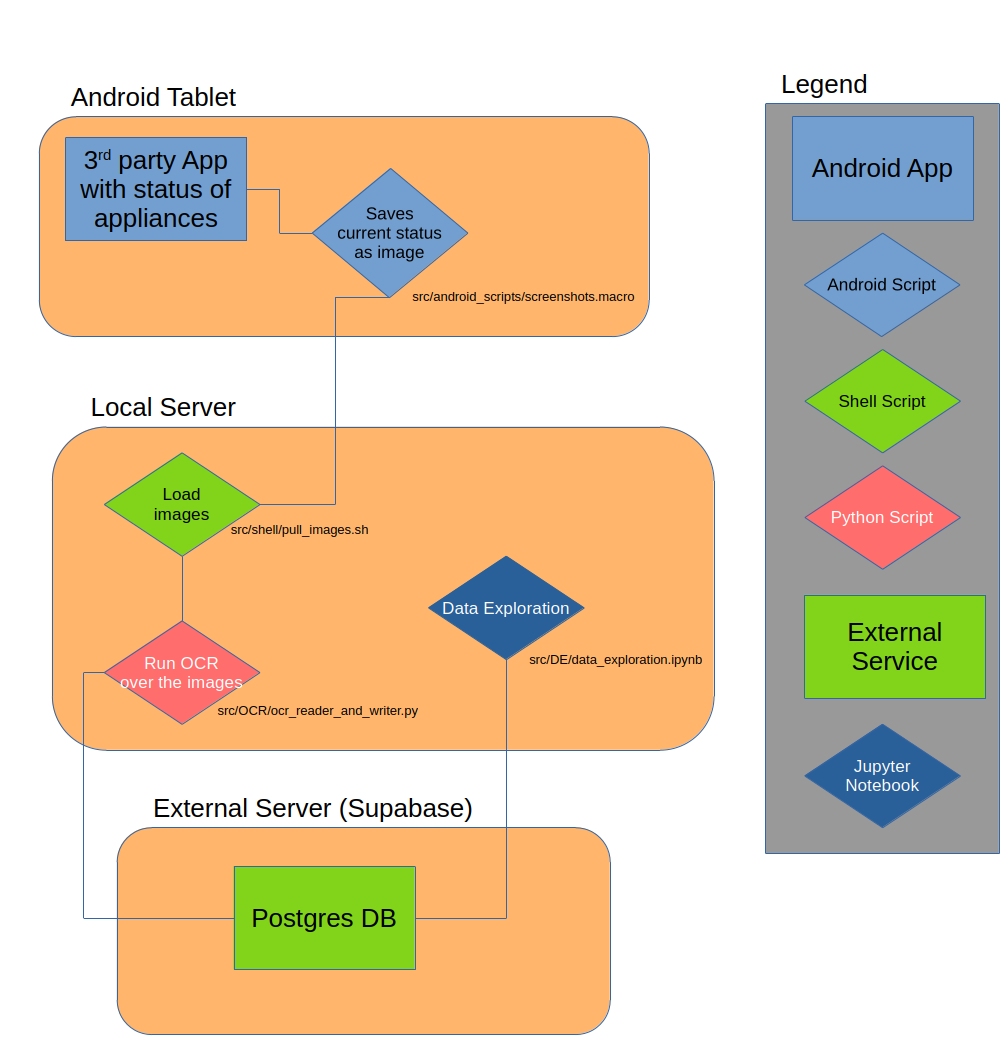 Legend
Android Tablet
3rd party App
with status of
appliances
Saves
current status
as image
src/android_scripts/screenshots.macro
Local Server
Load
images
src/shell/pull_images.sh
Data Exploration
src/DE/data_exploration.ipynb
Run OCR
over the images
src/OCR/ocr_reader_and_writer.py
External Server (Supabase)
Postgres DB
Android App
Android Script
Shell Script
Python Script
External
Service
Jupyter
Notebook